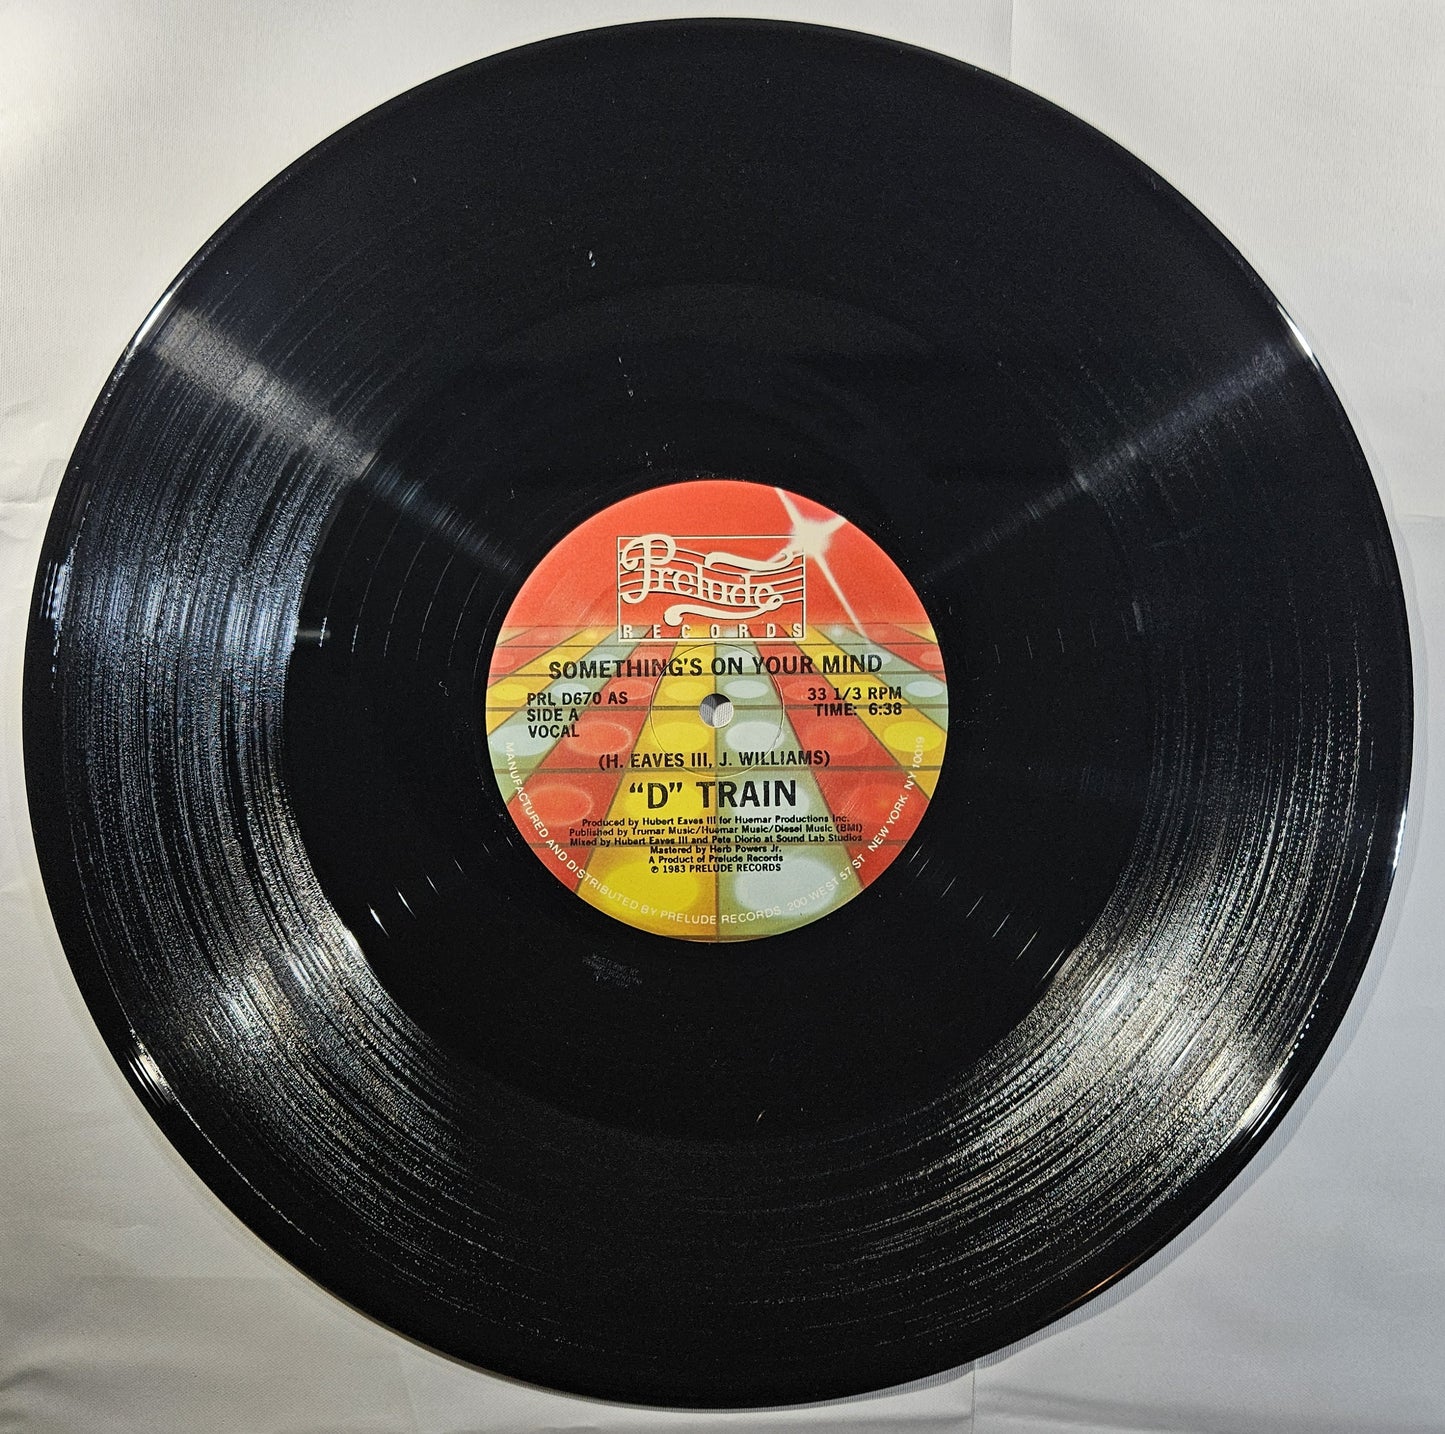 Prelude
RECORDS
SOMETHING'S ON YOUR MIND
PRL D670 AS
SIDE A
VOCAL
33 1/3 RPM
TIME: 6:38
(H. EAVES III, J. WILLIAMS)
"D" TRAIN
Produced by Hubert Eaves III for Huemar Productions Inc.
Published by Trumar Music/Huemar Music/Diesel Music (BMI)
Mixed by Hubert Eaves III and Pete Diorio at Sound Lab Studios
Mastered by Herb Powers Jr.
A Product of Prelude Records
℗ 1983 PRELUDE RECORDS
MANUFACTURED AND DISTRIBUTED BY PRELUDE RECORDS, 200 WEST 57 ST. NEW YORK, NY 10019